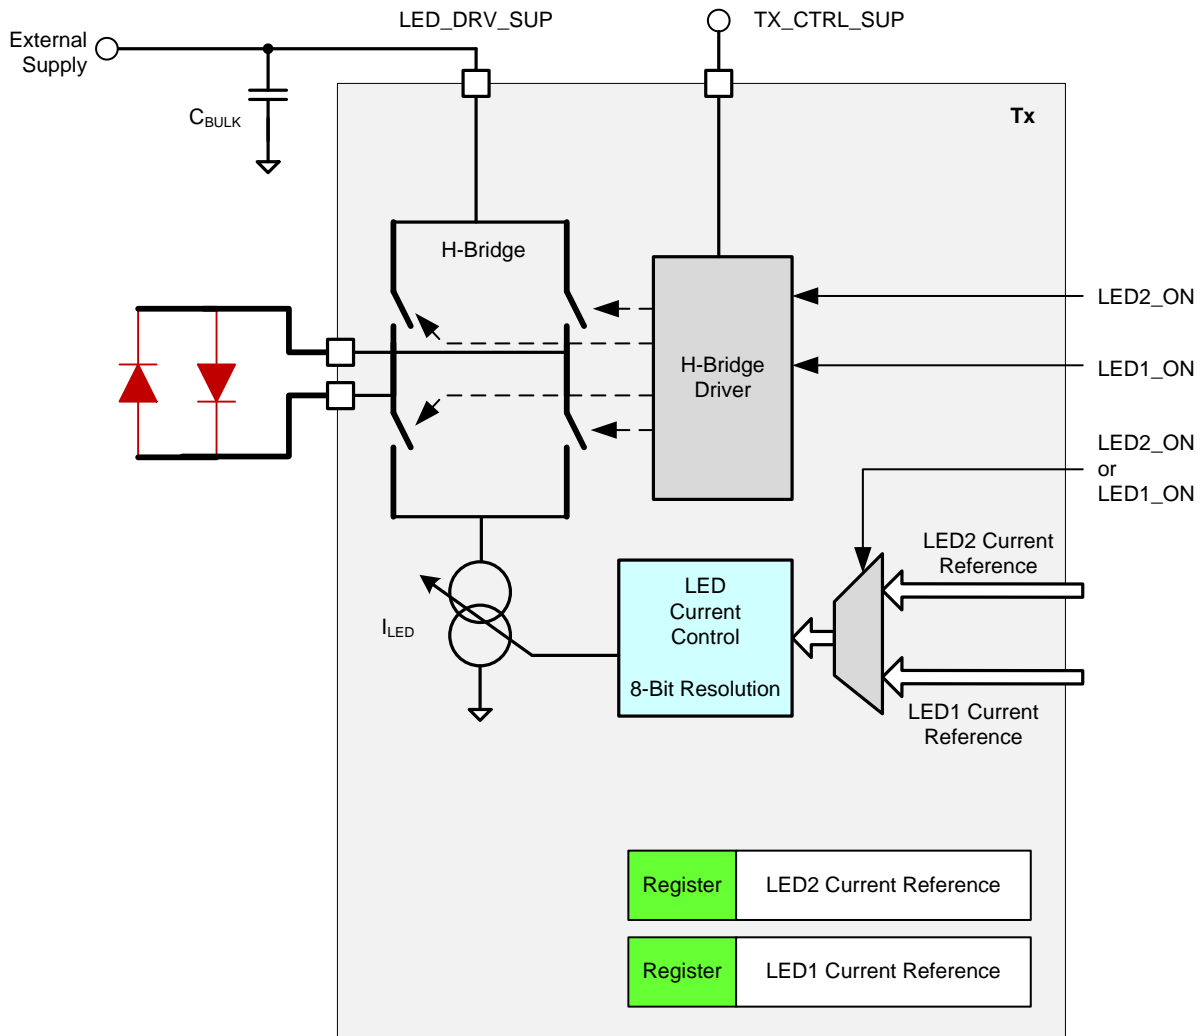 LED_DRV_SUP
TX_CTRL_SUP
External
Supply
CBULK
Tx
H-Bridge
H-Bridge
Driver
LED2_ON
LED1_ON
LED2_ON
or
LED1_ON
LED2 Current
Reference
LED
Current
Control
8-Bit Resolution
ILED
LED1 Current
Reference
Register
LED2 Current Reference
Register
LED1 Current Reference